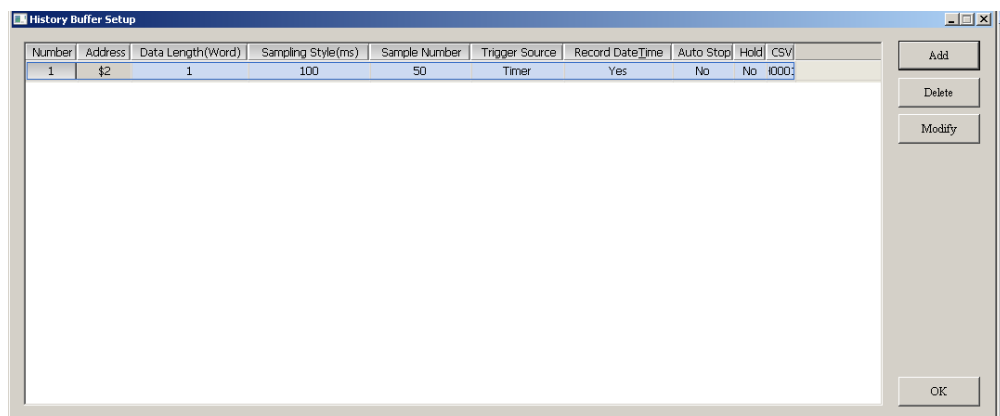 History Buffer Setup
Number Address Data Length(Word) Sampling Style(ms) Sample Number Trigger Source Record DateTime Auto Stop Hold CSV
1 $2 1 100 50 Timer Yes No No
Add
Delete
Modify
OK